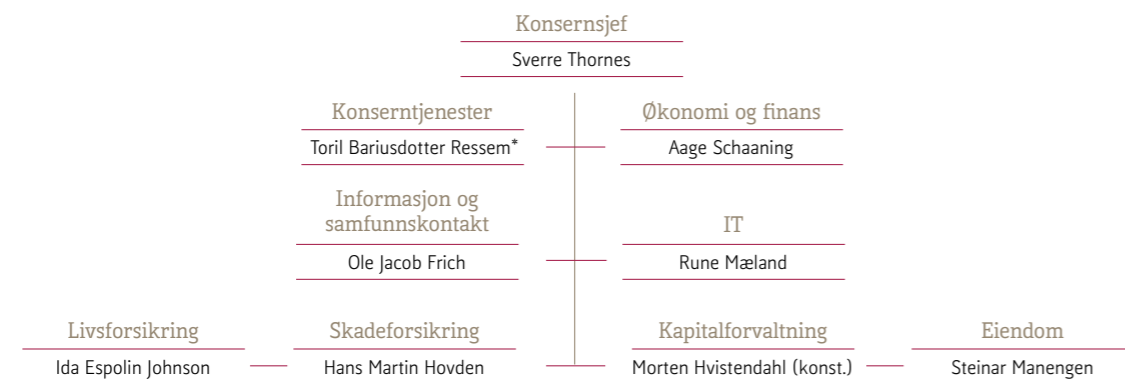 Konsernsjef
Sverre Thornes
Konserntjenester
Toril Bariusdotter Ressem*
Økonomi og finans
Aage Schaaning
Informasjon og
samfunnskontakt
Ole Jacob Frich
IT
Rune Mæland
Livsforsikring
Ida Espolin Johnson
Skadeforsikring
Hans Martin Hovden
Kapitalforvaltning
Morten Hvistendahl (konst.)
Eiendom
Steinar Manengen